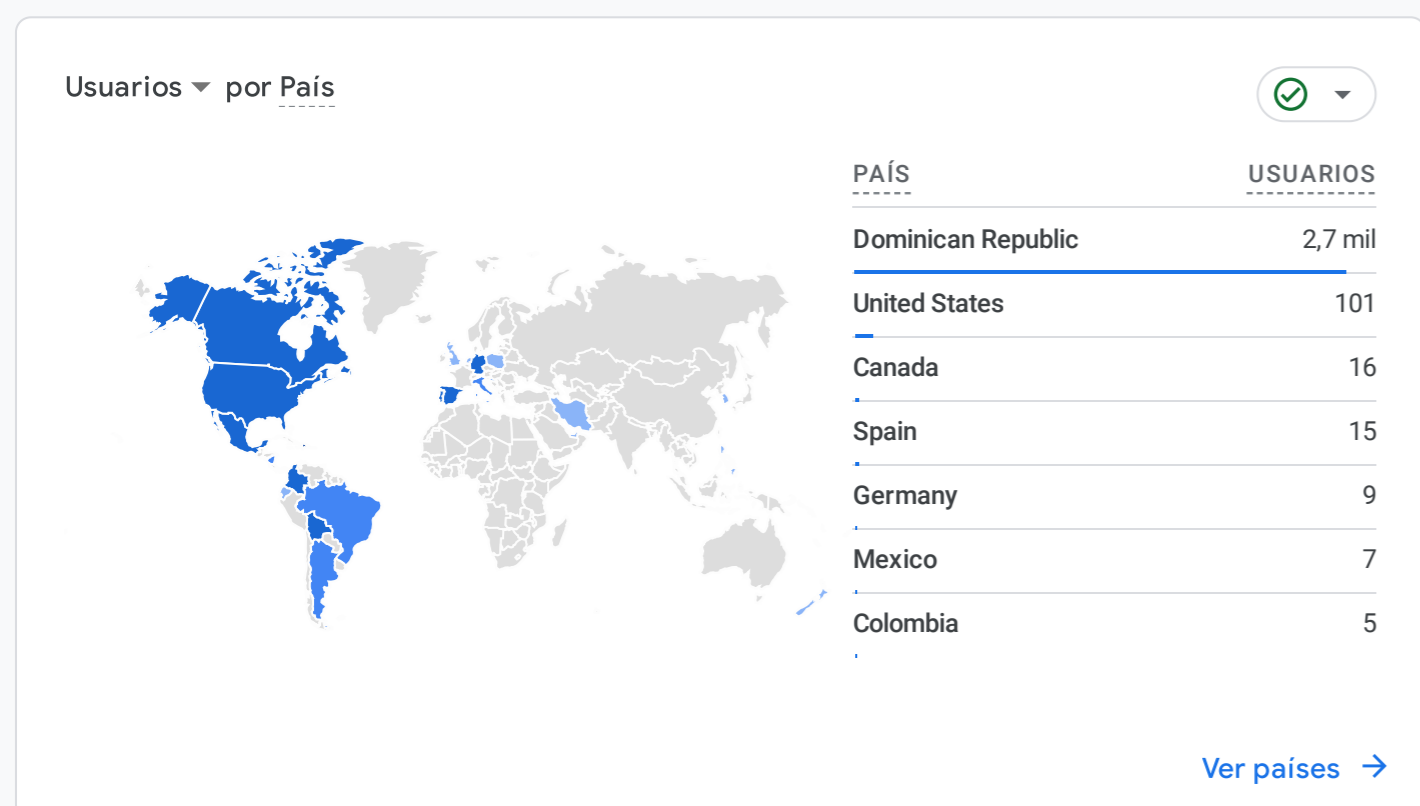 Usuarios por País
PAÍS USUARIOS
Dominican Republic 2,7 mil
United States 101
Canada 16
Spain 15
Germany 9
Mexico 7
Colombia 5
Ver países